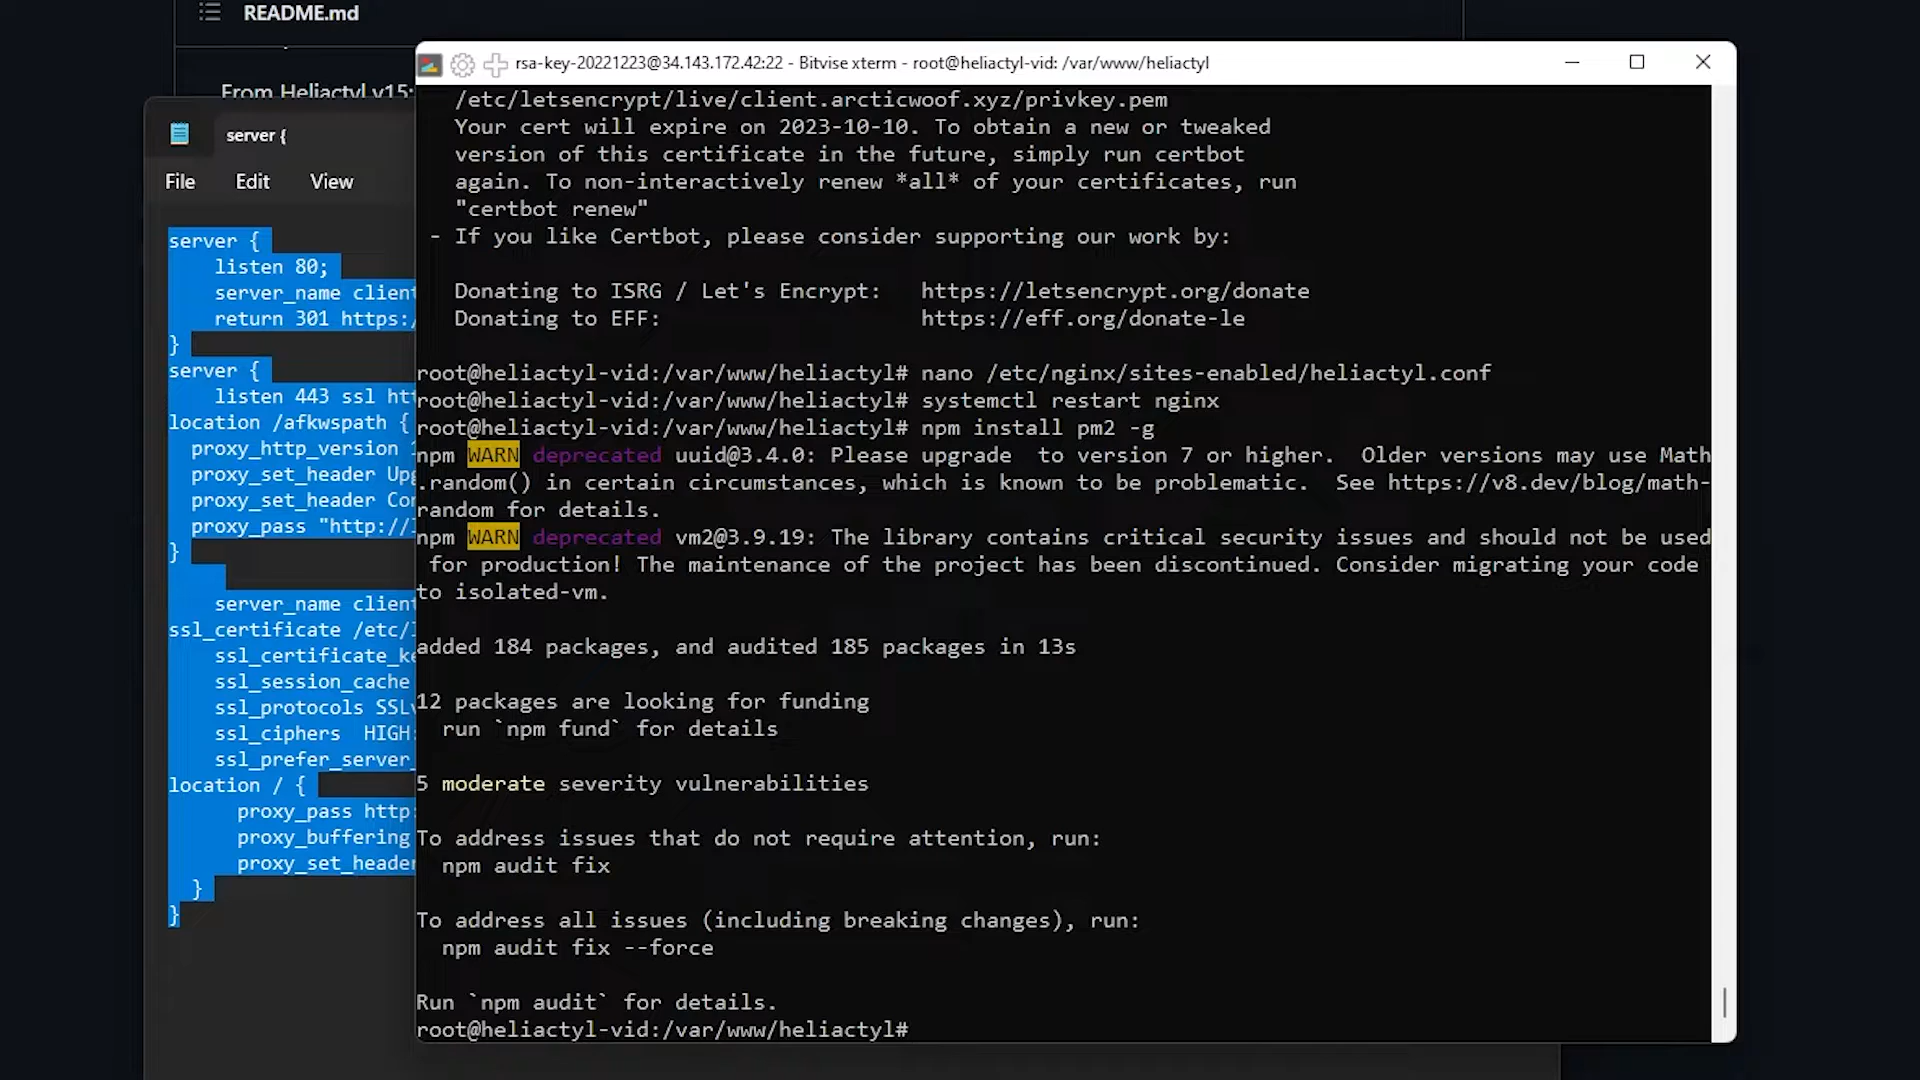 README.md
From Heliactyl v15:
rsa-key-20221223@34.143.172.42:22 - Bitvise xterm - root@heliactyl-vid: /var/www/heliactyl
server {
File Edit View
server {
listen 80;
server_name client
return 301 https:/
}
server {
listen 443 ssl htt
location /afkwspath {
proxy_http_version 1
proxy_set_header Upg
proxy_set_header Con
proxy_pass "http://l
}
server_name client
ssl_certificate /etc/l
ssl_certificate_ke
ssl_session_cache
ssl_protocols SSLv
ssl_ciphers HIGH:
ssl_prefer_server_
location / {
proxy_pass http:
proxy_buffering
proxy_set_header
}
}
/etc/letsencrypt/live/client.arcticwoof.xyz/privkey.pem
Your cert will expire on 2023-10-10. To obtain a new or tweaked
version of this certificate in the future, simply run certbot
again. To non-interactively renew *all* of your certificates, run
"certbot renew"
- If you like Certbot, please consider supporting our work by:
Donating to ISRG / Let's Encrypt: https://letsencrypt.org/donate
Donating to EFF: https://eff.org/donate-le
root@heliactyl-vid:/var/www/heliactyl# nano /etc/nginx/sites-enabled/heliactyl.conf
root@heliactyl-vid:/var/www/heliactyl# systemctl restart nginx
root@heliactyl-vid:/var/www/heliactyl# npm install pm2 -g
npm WARN deprecated uuid@3.4.0: Please upgrade to version 7 or higher. Older versions may use Math
.random() in certain circumstances, which is known to be problematic. See https://v8.dev/blog/math-
random for details.
npm WARN deprecated vm2@3.9.19: The library contains critical security issues and should not be used
for production! The maintenance of the project has been discontinued. Consider migrating your code
to isolated-vm.
added 184 packages, and audited 185 packages in 13s
12 packages are looking for funding
run `npm fund` for details
5 moderate severity vulnerabilities
To address issues that do not require attention, run:
npm audit fix
To address all issues (including breaking changes), run:
npm audit fix --force
Run `npm audit` for details.
root@heliactyl-vid:/var/www/heliactyl#